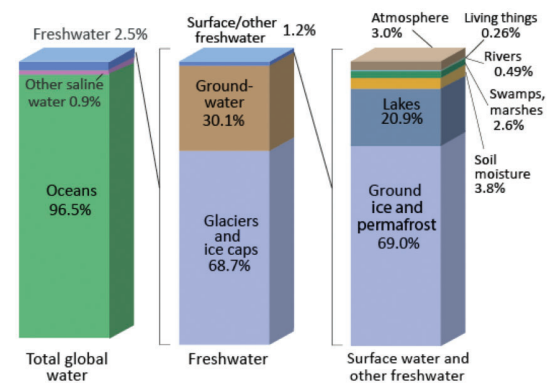 Freshwater 2.5%
Other saline
water 0.9%
Oceans
96.5%
Total global
water
Surface/other
freshwater
1.2%
Ground-
water
30.1%
Glaciers
and
ice caps
68.7%
Freshwater
Atmosphere
3.0%
Living things
0.26%
Rivers
0.49%
Swamps,
marshes
2.6%
Soil
moisture
3.8%
Lakes
20.9%
Ground
ice and
permafrost
69.0%
Surface water and
other freshwater